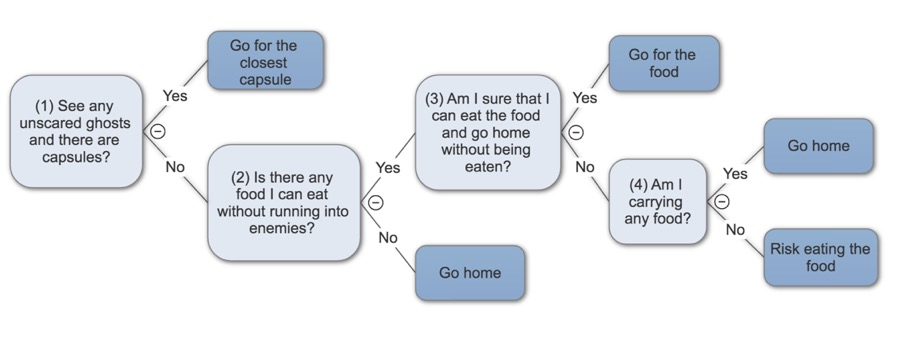 (1) See any
unscared ghosts
and there are
capsules?
Yes
No
Go for the
closest
capsule
(2) Is there any
food I can eat
without running into
enemies?
Yes
No
(3) Am I sure that I
can eat the food
and go home
without being
eaten?
Go home
Yes
No
Go for the
food
(4) Am I
carrying
any food?
Yes
No
Go home
Risk eating the
food